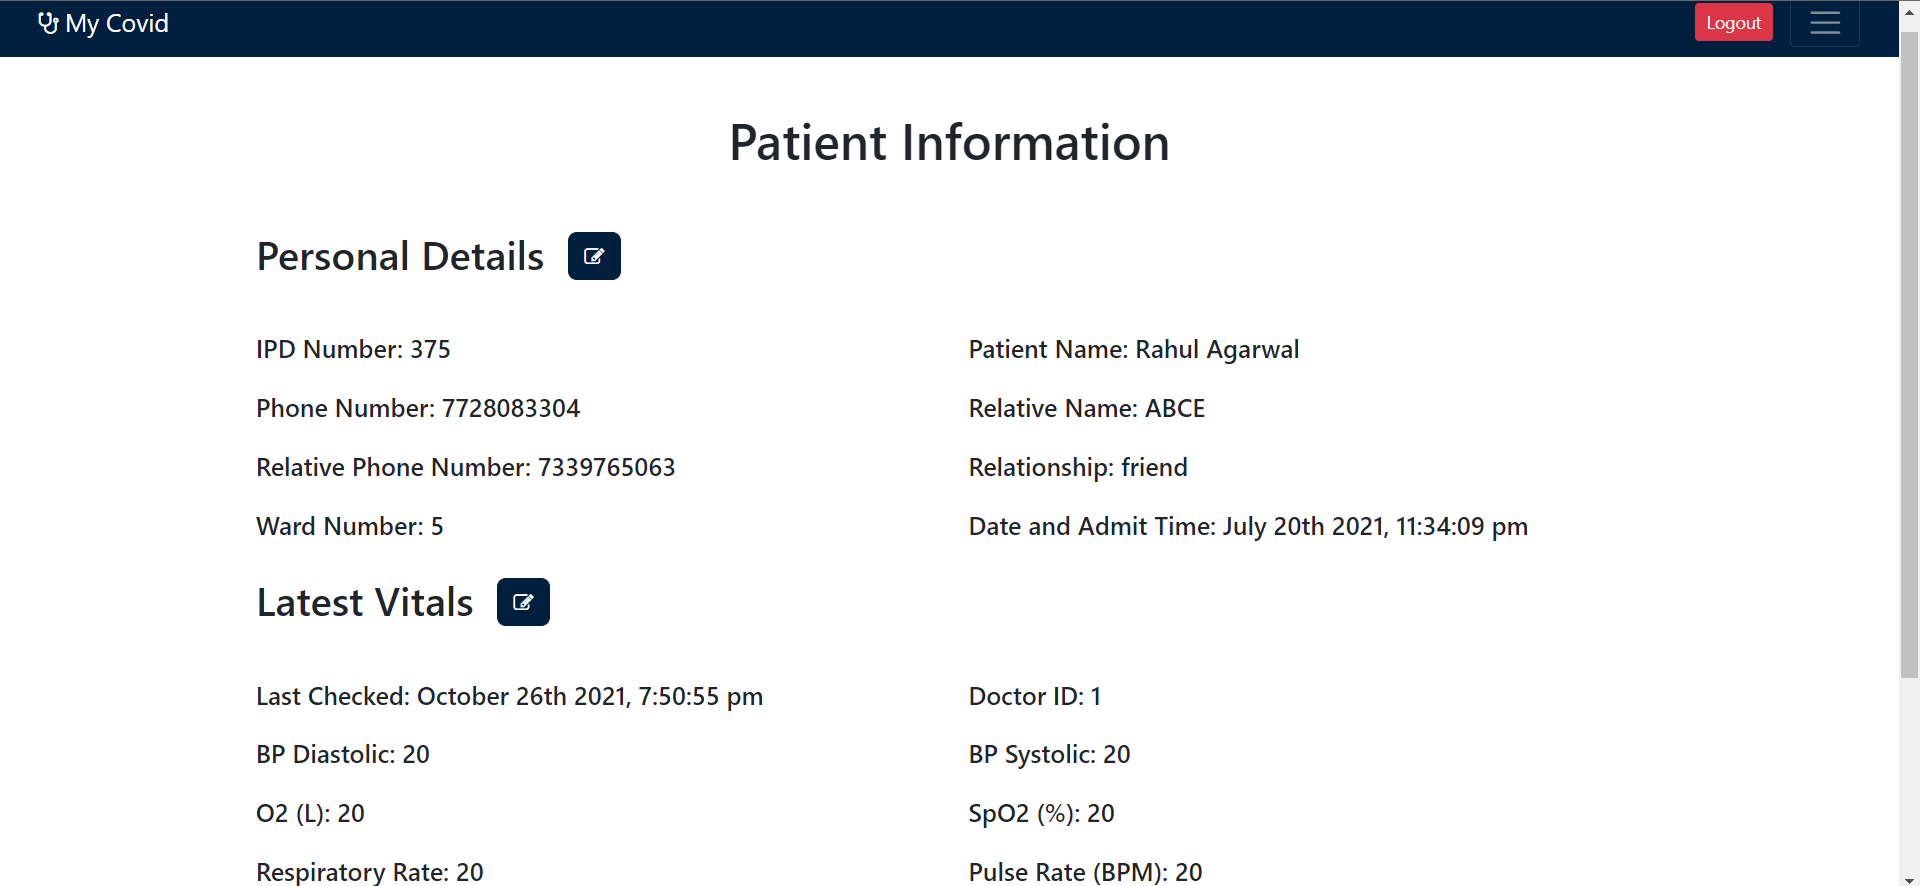 My Covid
Logout
Patient Information
Personal Details
IPD Number: 375
Patient Name: Rahul Agarwal
Phone Number: 7728083304
Relative Name: ABCE
Relative Phone Number: 7339765063
Relationship: friend
Ward Number: 5
Date and Admit Time: July 20th 2021, 11:34:09 pm
Latest Vitals
Last Checked: October 26th 2021, 7:50:55 pm
Doctor ID: 1
BP Diastolic: 20
BP Systolic: 20
O2 (L): 20
SpO2 (%): 20
Respiratory Rate: 20
Pulse Rate (BPM): 20